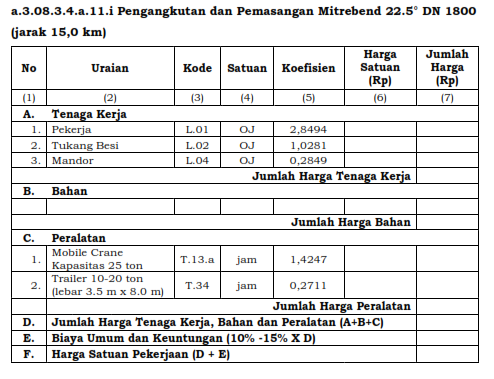 a.3.08.3.4.a.11.i Pengangkutan dan Pemasangan Mitrebend 22.5° DN 1800
(jarak 15,0 km)
No Uraian Kode Satuan Koefisien Harga Satuan (Rp) Jumlah Harga (Rp)
(1) (2) (3) (4) (5) (6) (7)
A. Tenaga Kerja
1. Pekerja L.01 OJ 2,8494
2. Tukang Besi L.02 OJ 1,0281
3. Mandor L.04 OJ 0,2849
Jumlah Harga Tenaga Kerja
B. Bahan
Jumlah Harga Bahan
C. Peralatan
1. Mobile Crane Kapasitas 25 ton T.13.a jam 1,4247
2. Trailer 10-20 ton (lebar 3.5 m x 8.0 m) T.34 jam 0,2711
Jumlah Harga Peralatan
D. Jumlah Harga Tenaga Kerja, Bahan dan Peralatan (A+B+C)
E. Biaya Umum dan Keuntungan (10% -15% X D)
F. Harga Satuan Pekerjaan (D + E)